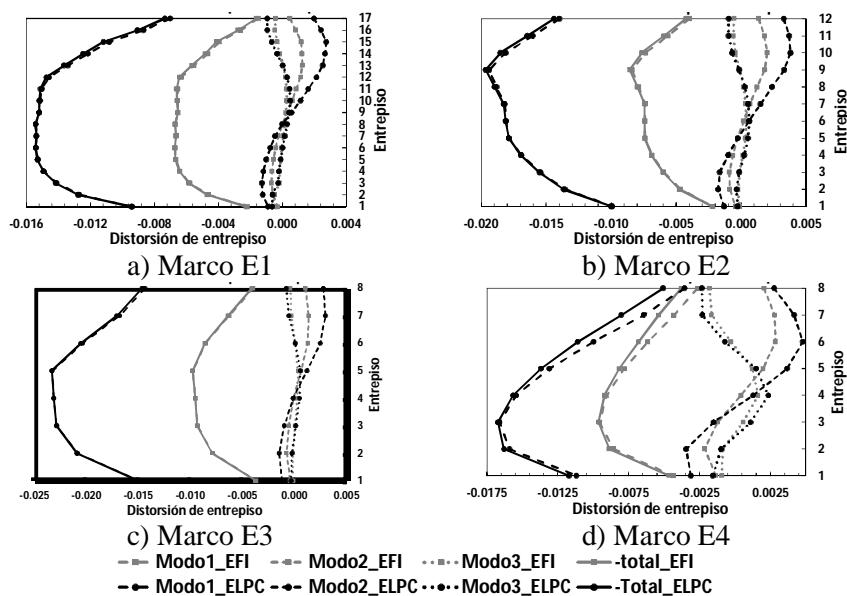 17
16
15
14
13
12
11
10
9
8
7
6
5
4
3
2
1
Entrepiso
-0.016 -0.012 -0.008 -0.004 0.000 0.004
Distorsión de entrepiso
a) Marco E1
12
11
10
9
8
7
6
5
4
3
2
1
Entrepiso
-0.020 -0.015 -0.010 -0.005 0.000 0.005
Distorsión de entrepiso
b) Marco E2
8
7
6
5
4
3
2
1
Entrepiso
-0.025 -0.020 -0.015 -0.010 -0.005 0.000 0.005
Distorsión de entrepiso
c) Marco E3
8
7
6
5
4
3
2
1
Entrepiso
-0.0175 -0.0125 -0.0075 -0.0025 0.0025
Distorsión de entrepiso
d) Marco E4
Modo1_EFI Modo2_EFI Modo3_EFI -total_EFI
Modo1_ELPC Modo2_ELPC Modo3_ELPC -Total_ELPC